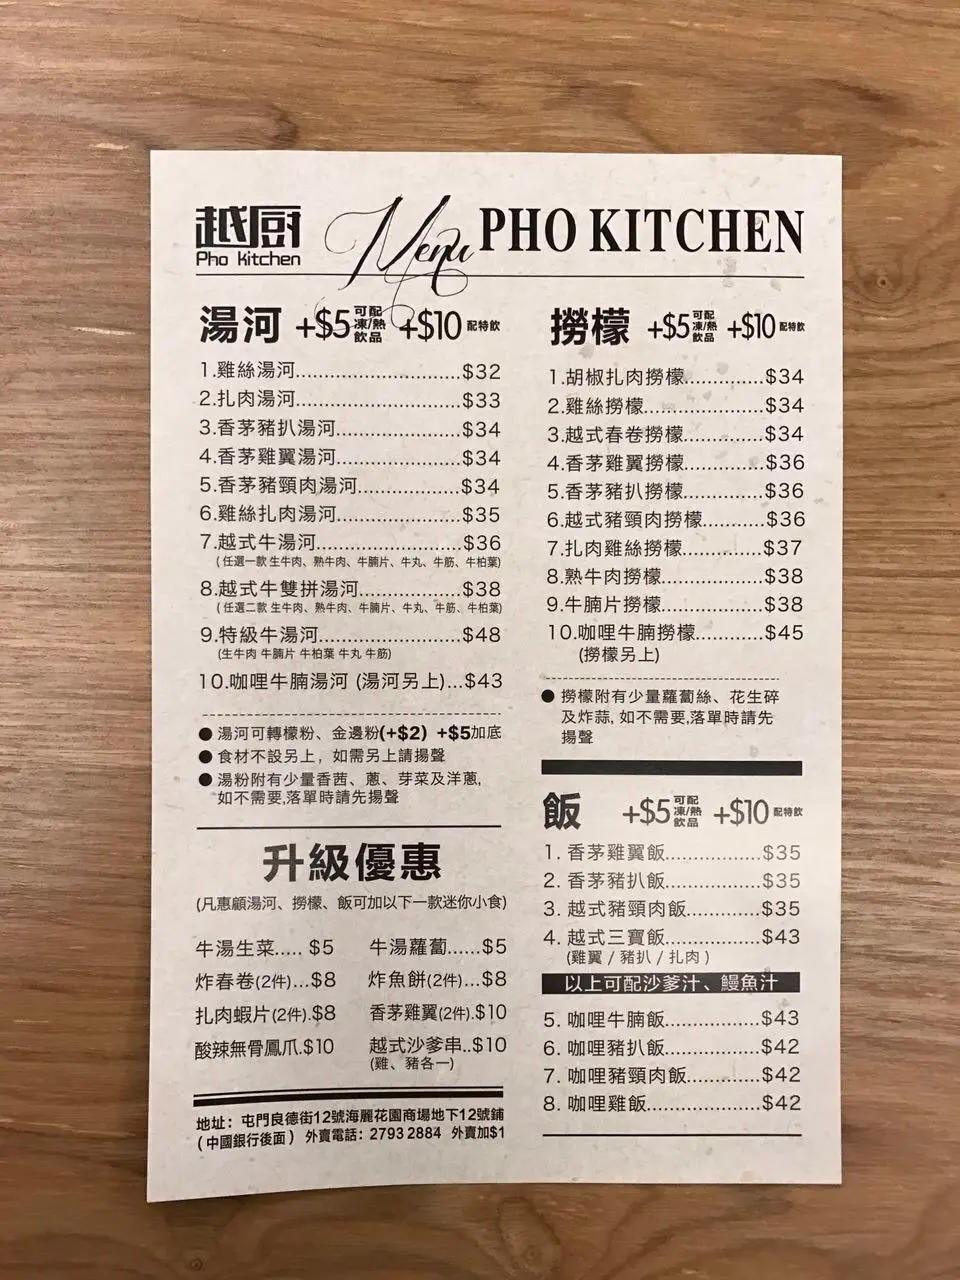 越廚
Pho Kitchen
Menu
PHO KITCHEN
湯河 +$5 可配凍/熱飲品 +$10 配特飲
1.雞絲湯河............................$32
2.扎肉湯河............................$33
3.香茅豬扒湯河.....................$34
4.香茅雞翼湯河.....................$34
5.香茅豬頸肉湯河.................$34
6.雞絲扎肉湯河.....................$35
7.越式牛湯河........................$36
(任選一款 生牛肉、熟牛肉、牛腩片、牛丸、牛筋、牛柏葉)
8.越式牛雙拼湯河.................$38
(任選二款 生牛肉、熟牛肉、牛腩片、牛丸、牛筋、牛柏葉)
9.特級牛湯河........................$48
(生牛肉 牛腩片 牛柏葉 牛丸 牛筋)
10.咖哩牛腩湯河 (湯河另上)...$43
● 湯河可轉檬粉、金邊粉(+$2) +$5加底
● 食材不設另上，如需另上請揚聲
● 湯粉附有少量香茜、蔥、芽菜及洋蔥,
如不需要,落單時請先揚聲
升級優惠
(凡惠顧湯河、撈檬、飯可加以下一款迷你小食)
牛湯生菜..... $5
牛湯蘿蔔......$5
炸春卷(2件)...$8
炸魚餅(2件)...$8
扎肉蝦片(2件).$8
香茅雞翼(2件).$10
酸辣無骨鳳爪.$10
越式沙爹串..$10
(雞、豬各一)
地址：屯門良德街12號海麗花園商場地下12號鋪
(中國銀行後面) 外賣電話：2793 2884 外賣加$1
撈檬 +$5 可配凍/熱飲品 +$10 配特飲
1.胡椒扎肉撈檬............$34
2.雞絲撈檬..................$34
3.越式春卷撈檬............$34
4.香茅雞翼撈檬............$36
5.香茅豬扒撈檬............$36
6.越式豬頸肉撈檬.........$36
7.扎肉雞絲撈檬............$37
8.熟牛肉撈檬...............$38
9.牛腩片撈檬...............$38
10.咖哩牛腩撈檬...........$45
(撈檬另上)
● 撈檬附有少量蘿蔔絲、花生碎
及炸蒜, 如不需要,落單時請先
揚聲
飯 +$5 可配凍/熱飲品 +$10 配特飲
1. 香茅雞翼飯...............$35
2. 香茅豬扒飯...............$35
3. 越式豬頸肉飯............$35
4. 越式三寶飯...............$43
(雞翼 / 豬扒 / 扎肉 )
以上可配沙爹汁、鰻魚汁
5. 咖哩牛腩飯...............$43
6. 咖哩豬扒飯...............$42
7. 咖哩豬頸肉飯............$42
8. 咖哩雞飯..................$42